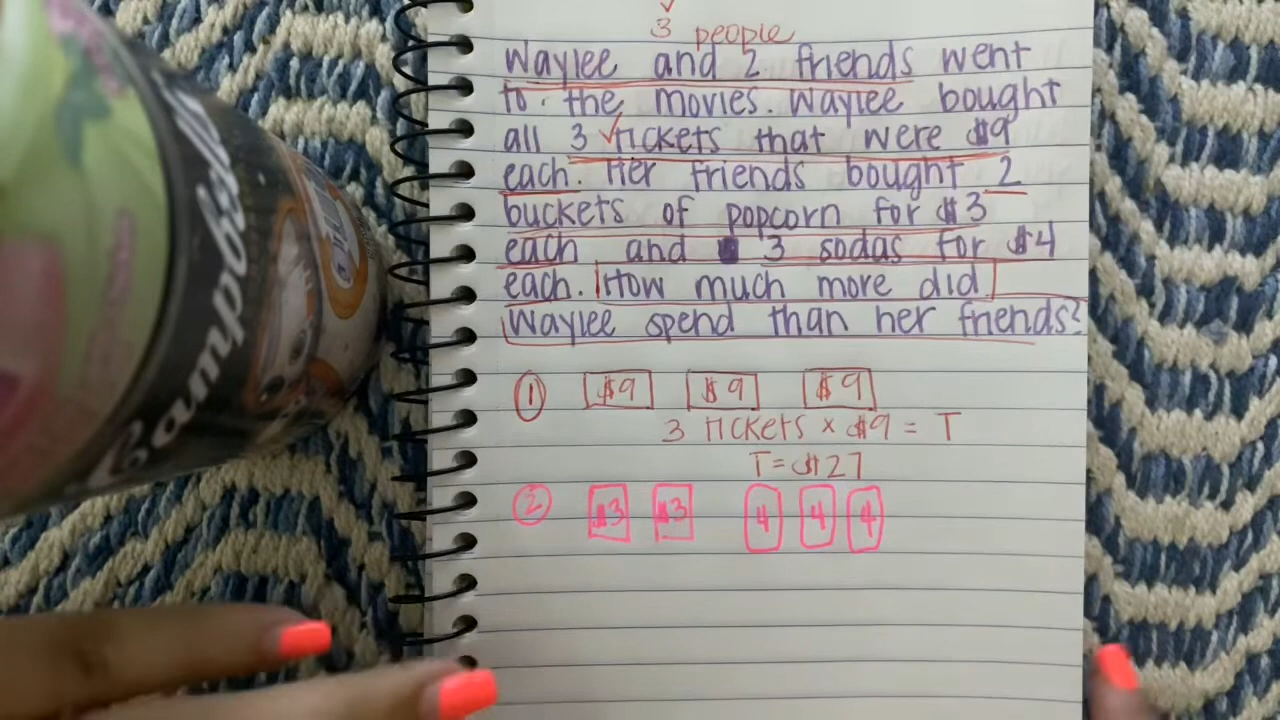 3 people
Waylee and 2 friends went
to the movies. Waylee bought
all 3 tickets that were $9
each. Her friends bought 2
buckets of popcorn for $3
each and 3 sodas for $4
each. How much more did
Waylee spend than her friends?
1 $9 $9 $9
3 tickets x $9 = T
T = $27
2 $3 $3 4 4 4